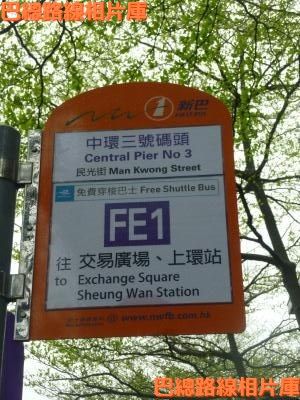 巴總路線相片庫
新巴
FIRST BUS
中環三號碼頭
Central Pier No 3
民光街 Man Kwong Street
免費穿梭巴士 Free Shuttle Bus
FE1
往 交易廣場、上環站
to Exchange Square
Sheung Wan Station
www.nwfb.com.hk
巴總路線相片庫